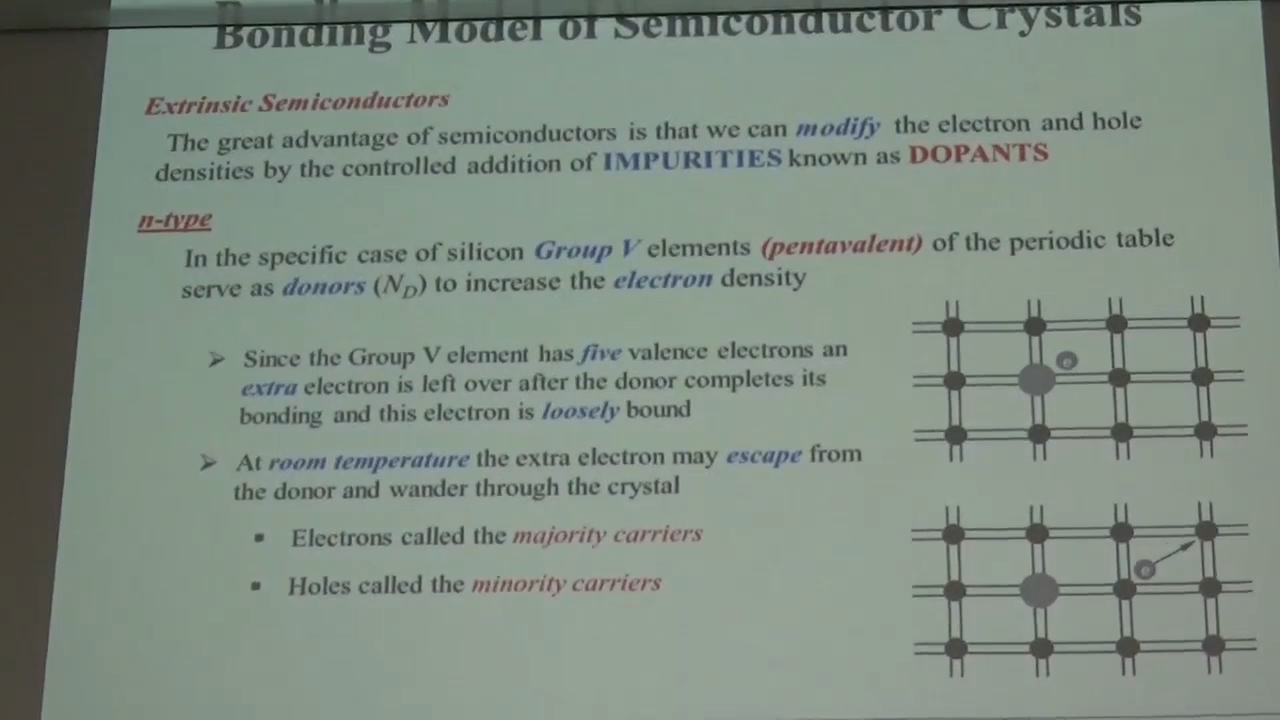 Bonding Model of Semiconductor Crystals
Extrinsic Semiconductors
The great advantage of semiconductors is that we can modify the electron and hole
densities by the controlled addition of IMPURITIES known as DOPANTS
n-type
In the specific case of silicon Group V elements (pentavalent) of the periodic table
serve as donors (N_D) to increase the electron density
➢ Since the Group V element has five valence electrons an
extra electron is left over after the donor completes its
bonding and this electron is loosely bound
➢ At room temperature the extra electron may escape from
the donor and wander through the crystal
▪ Electrons called the majority carriers
▪ Holes called the minority carriers
e
e